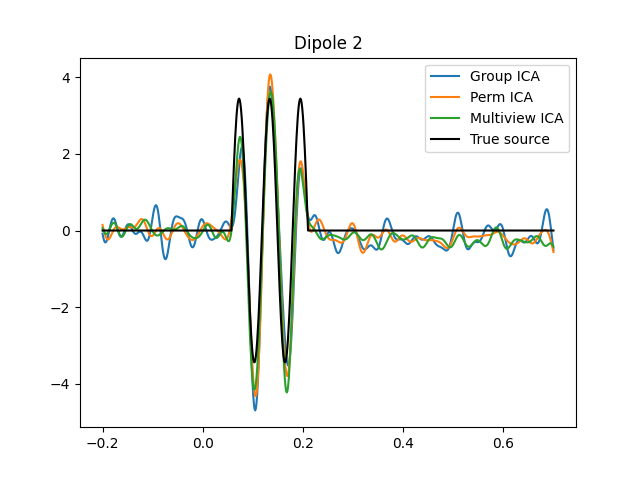 Dipole 2
Group ICA
Perm ICA
Multiview ICA
True source
4
2
0
−2
−4
−0.2 0.0 0.2 0.4 0.6